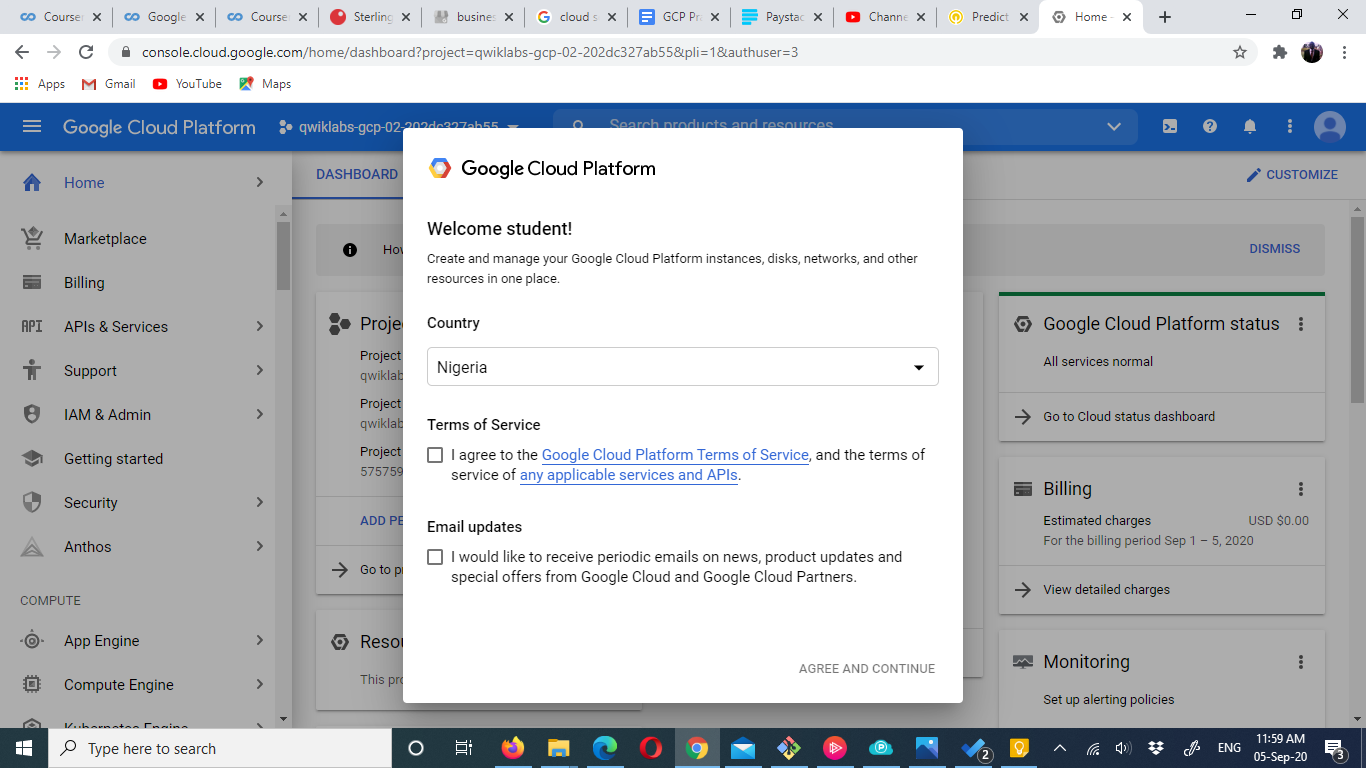 Courser
Google
Course
Sterling
busines
cloud s
GCP Pra
Paystac
Channe
Predict
Home -
console.cloud.google.com/home/dashboard?project=qwiklabs-gcp-02-202dc327ab55&pli=1&authuser=3
Apps Gmail YouTube Maps
Google Cloud Platform qwiklabs-gcp-02-202dc327ab55 Search products and resources
Home
Marketplace
Billing
API APIs & Services
Support
IAM & Admin
Getting started
Security
Anthos
COMPUTE
App Engine
Compute Engine
Kubernetes Engine
DASHBOARD
CUSTOMIZE
How
DISMISS
Projec
Project
qwiklab
Project
qwiklab
Project
575759
ADD PE
Go to p
Resou
This pro
Google Cloud Platform
Welcome student!
Create and manage your Google Cloud Platform instances, disks, networks, and other
resources in one place.
Country
Nigeria
Terms of Service
I agree to the Google Cloud Platform Terms of Service, and the terms of
service of any applicable services and APIs.
Email updates
I would like to receive periodic emails on news, product updates and
special offers from Google Cloud and Google Cloud Partners.
AGREE AND CONTINUE
Google Cloud Platform status
All services normal
Go to Cloud status dashboard
Billing
Estimated charges USD $0.00
For the billing period Sep 1 – 5, 2020
View detailed charges
Monitoring
Set up alerting policies
Type here to search
2
ENG
11:59 AM
05-Sep-20
3